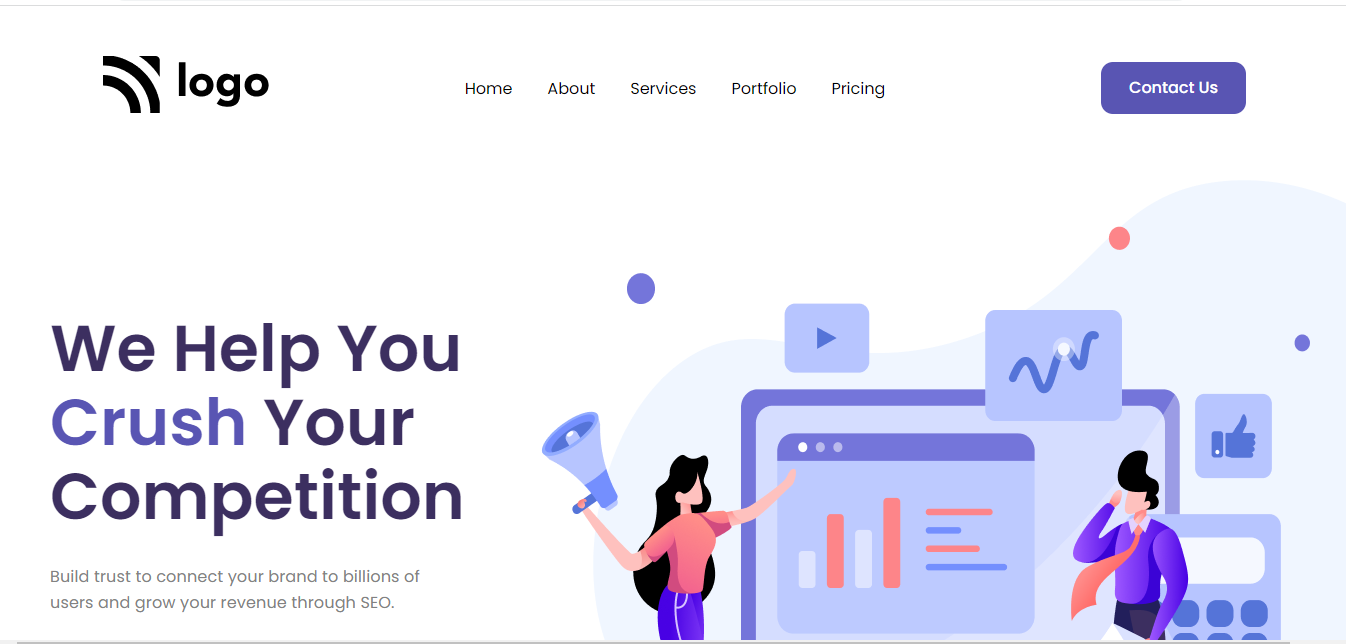 logo
Home About Services Portfolio Pricing
Contact Us
We Help You
Crush Your
Competition
Build trust to connect your brand to billions of
users and grow your revenue through SEO.